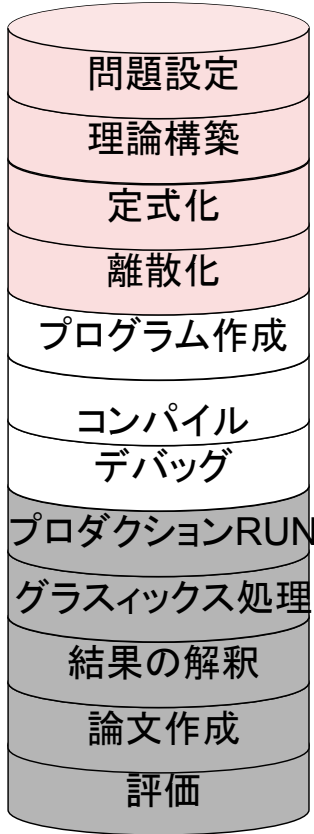 問題設定
理論構築
定式化
離散化
プログラム作成
コンパイル
デバッグ
プロダクションRUN
グラスィックス処理
結果の解釈
論文作成
評価